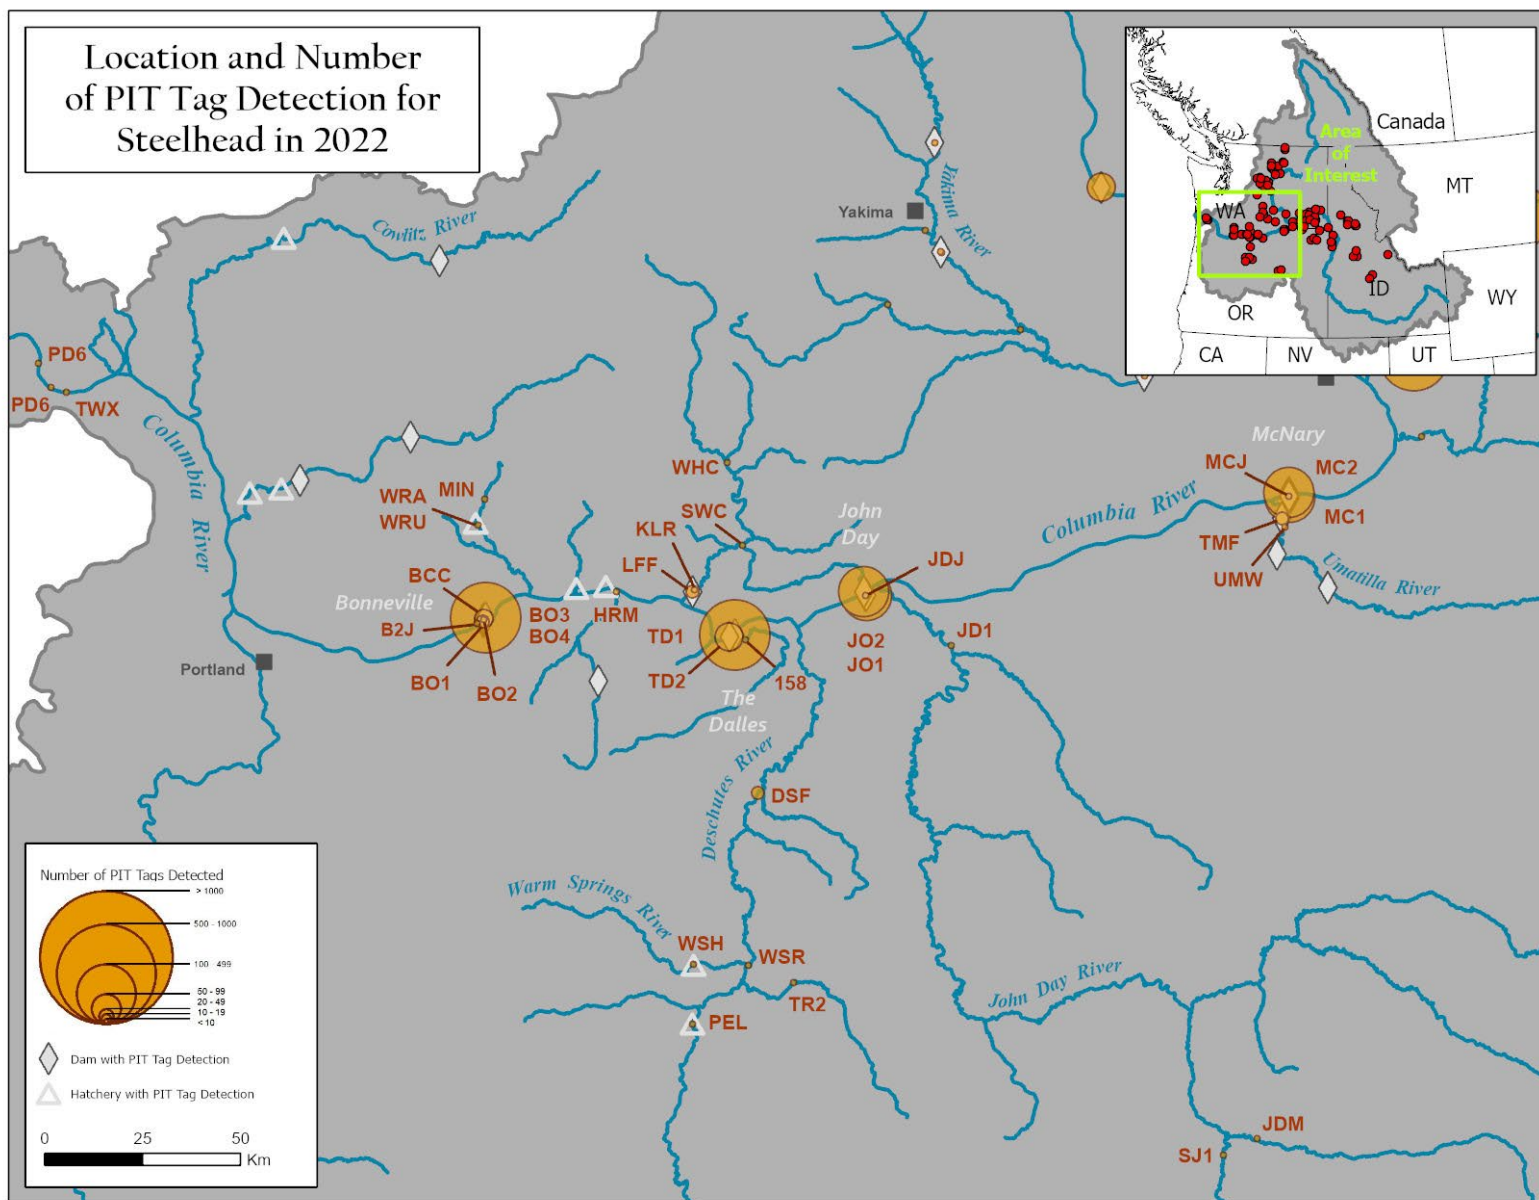 Location and Number
of PIT Tag Detection for
Steelhead in 2022
Canada
Area
of
Interest
MT
WA
ID
OR
WY
CA
NV
UT
Yakima
Yakima River
Cowlitz River
PD6
PD6
TWX
Columbia River
WHC
McNary
MCJ
MC2
MC1
WRA
MIN
WRU
SWC
John
Day
KLR
LFF
JDJ
Columbia River
TMF
UMW
Umatilla River
BCC
Bonneville
B2J
BO3
BO4
HRM
TD1
JO2
JO1
JD1
Portland
BO1
BO2
TD2
158
The
Dalles
Deschutes River
DSF
Warm Springs River
WSH
WSR
TR2
PEL
John Day River
JDM
SJ1
Number of PIT Tags Detected
> 1000
500 - 1000
100 - 499
50 - 99
20 - 49
10 - 19
< 10
Dam with PIT Tag Detection
Hatchery with PIT Tag Detection
0 25 50
Km